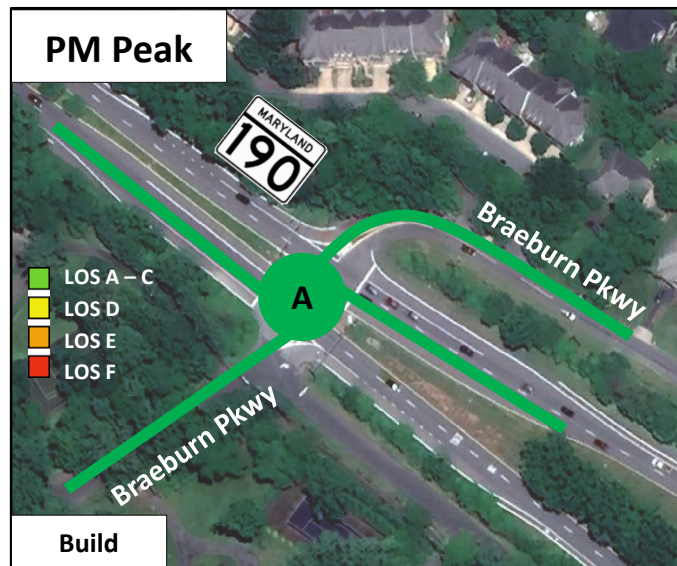 PM Peak
MARYLAND
190
Braeburn Pkwy
LOS A – C
LOS D
LOS E
LOS F
A
Braeburn Pkwy
Build